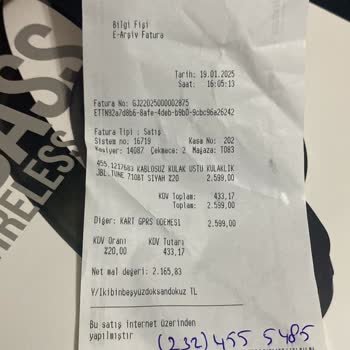 Bilgi Fişi
E-Arşiv Fatura
Tarih: 19.01.2025
Saat: 16:05:13
Fatura No: GJ22025000002875
ETTN92a7d8b6-8afe-4deb-b9b0-9cbc96a26242
Fatura Tipi : Satış
Sistem no: 16719 Kasa No: 202
Kasiyer: 14087 Çekmece: 2 Mağaza: T083
455.1217683 KABLOSUZ KULAK USTU KULAKLIK
JBL.TUNE 710BT SIYAH %20 2.599,00
KDV Toplam: 433,17
Toplam: 2.599,00
Diğer: KART GPRS ODEMESI 2.599,00
KDV Oranı KDV Tutarı
%20,00 433,17
Net mal değeri: 2.165,83
Y/Ikibinbeşyüzdoksandokuz TL
Bu satış internet üzerinden
yapılmıştır
(232) 455 5485
BASS
WIRELESS